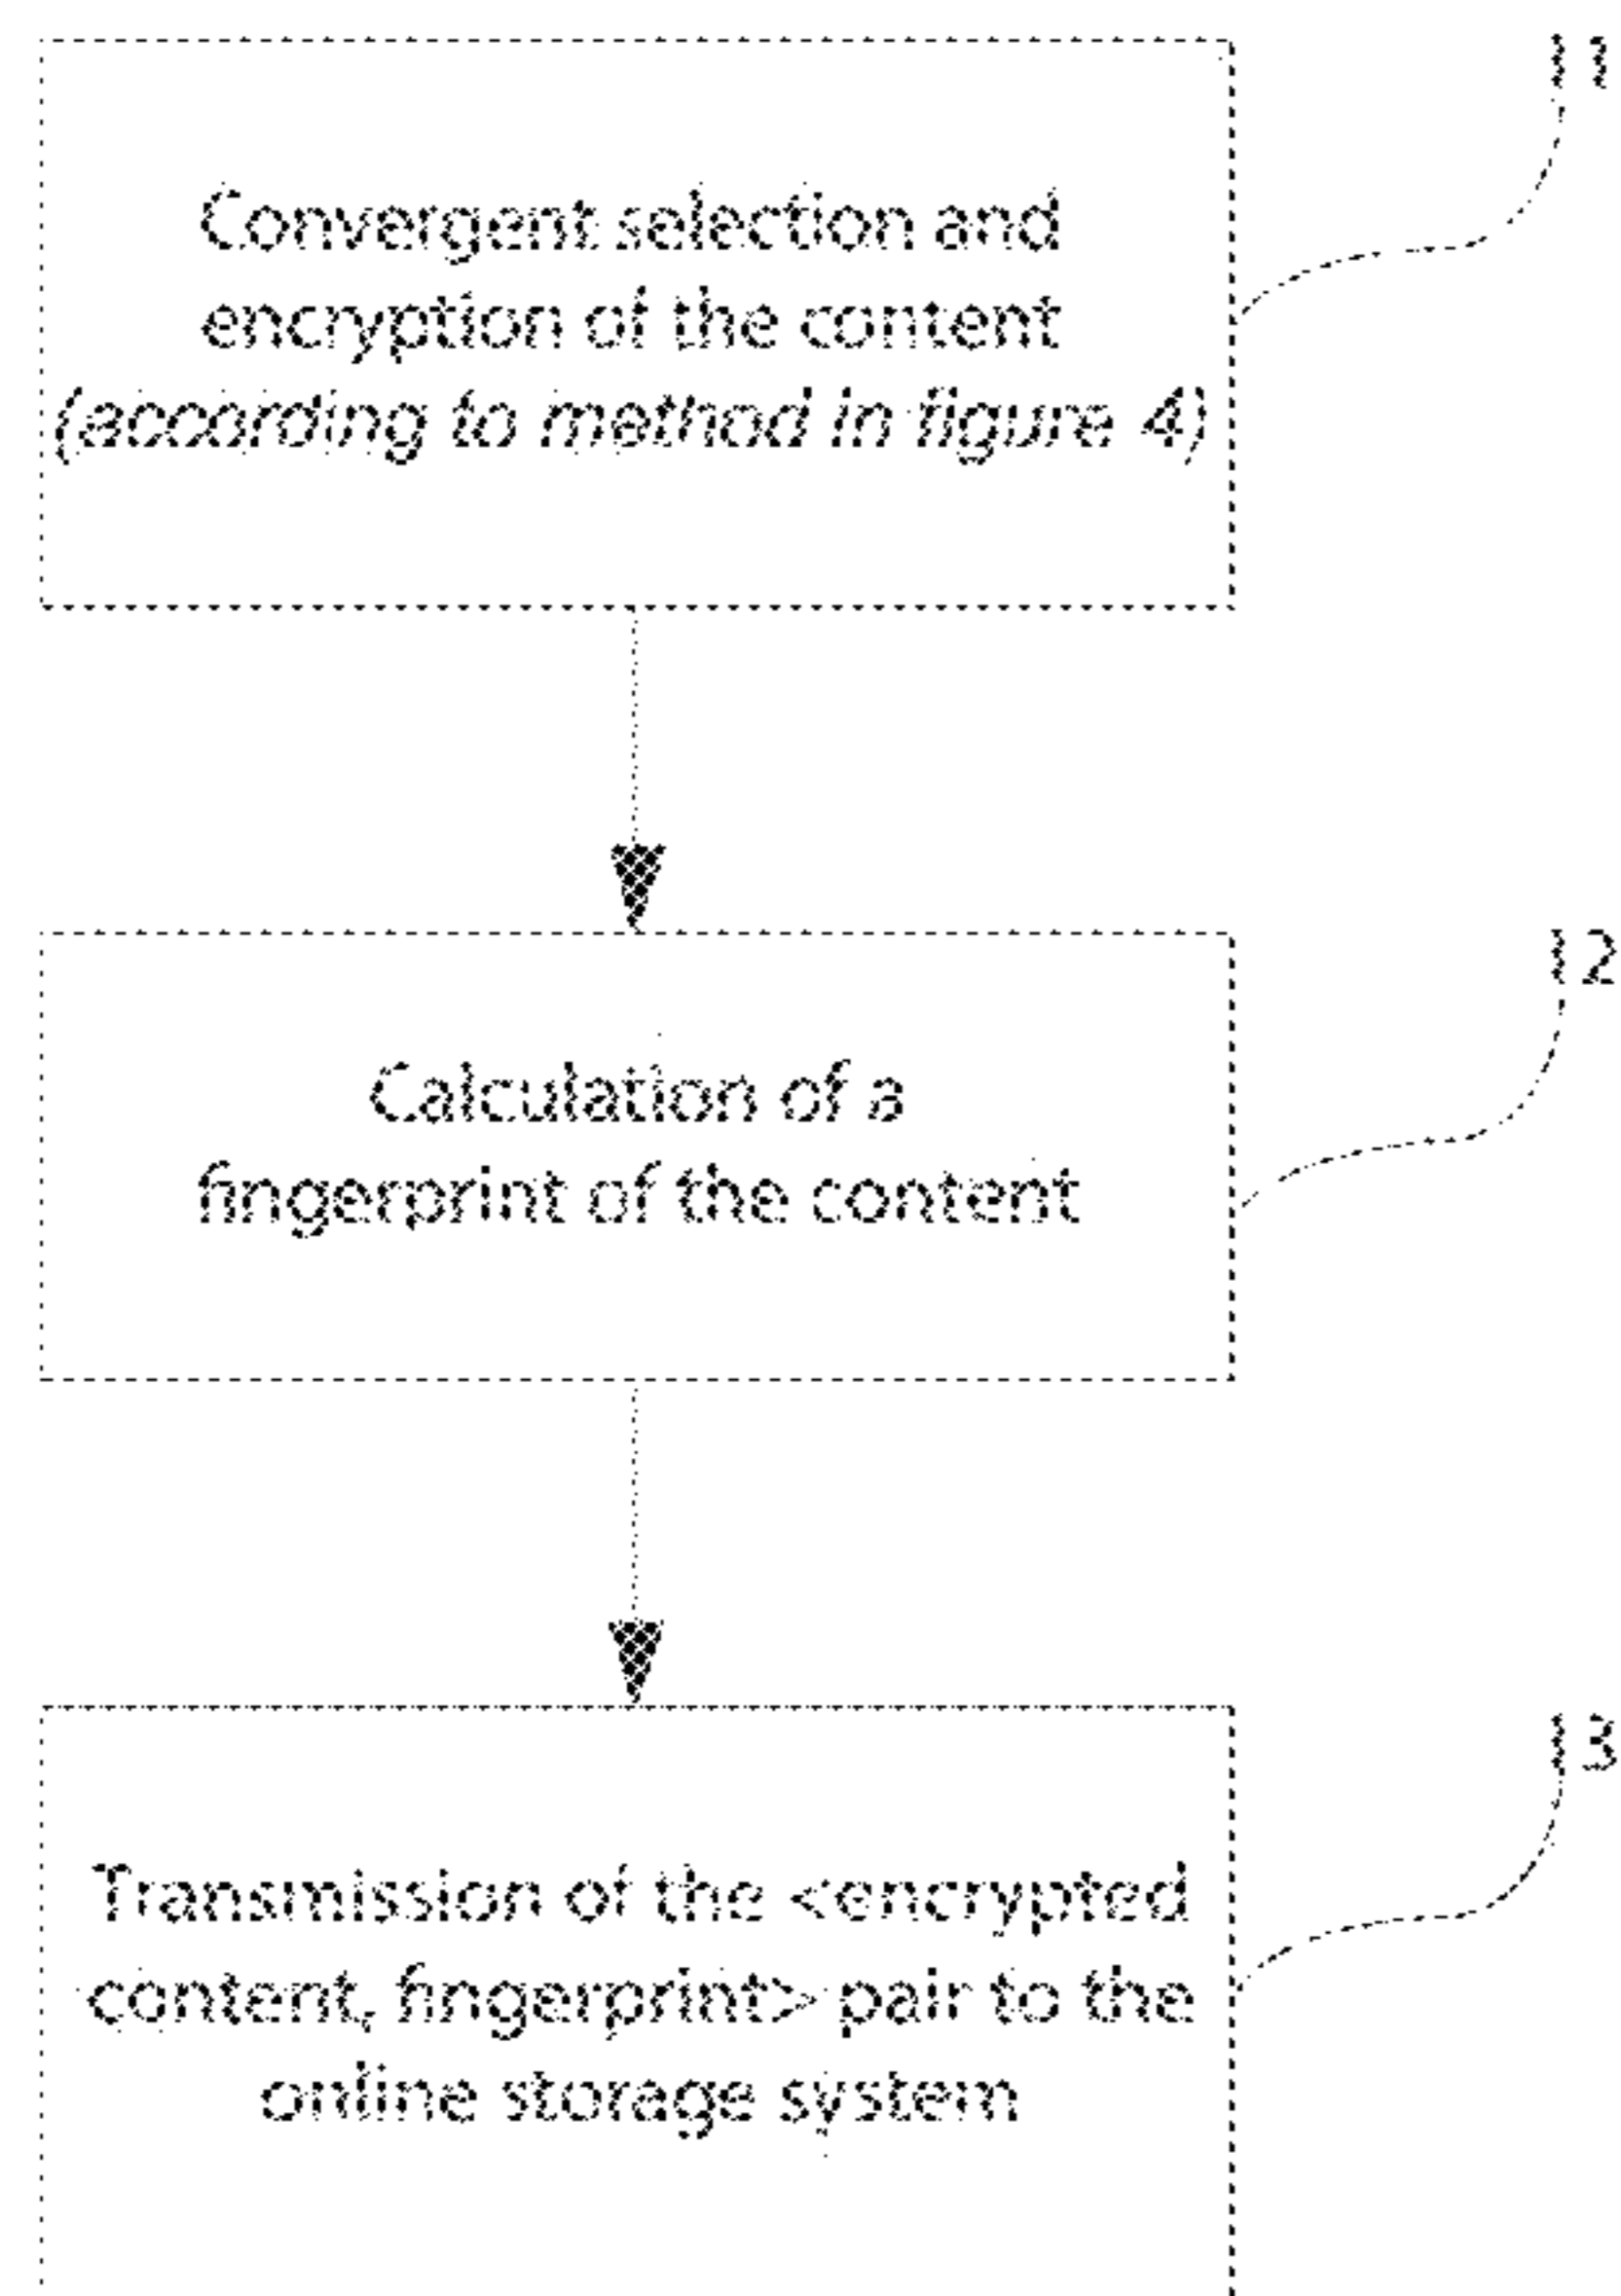 11
Convergent selection and
encryption of the content
(according to method in figure 4)
12
Calculation of a
fingerprint of the content
13
Transmission of the <encrypted
content, fingerprint> pair to the
online storage system